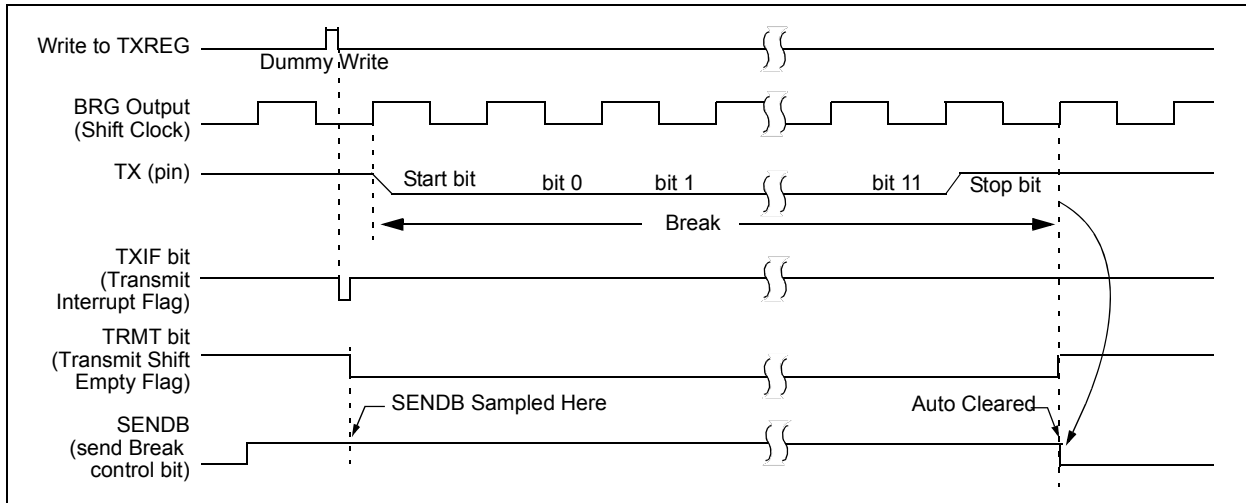 Write to TXREG
Dummy Write
BRG Output
(Shift Clock)
TX (pin)
Start bit
bit 0
bit 1
bit 11
Stop bit
Break
TXIF bit
(Transmit
Interrupt Flag)
TRMT bit
(Transmit Shift
Empty Flag)
SENDB Sampled Here
Auto Cleared
SENDB
(send Break
control bit)